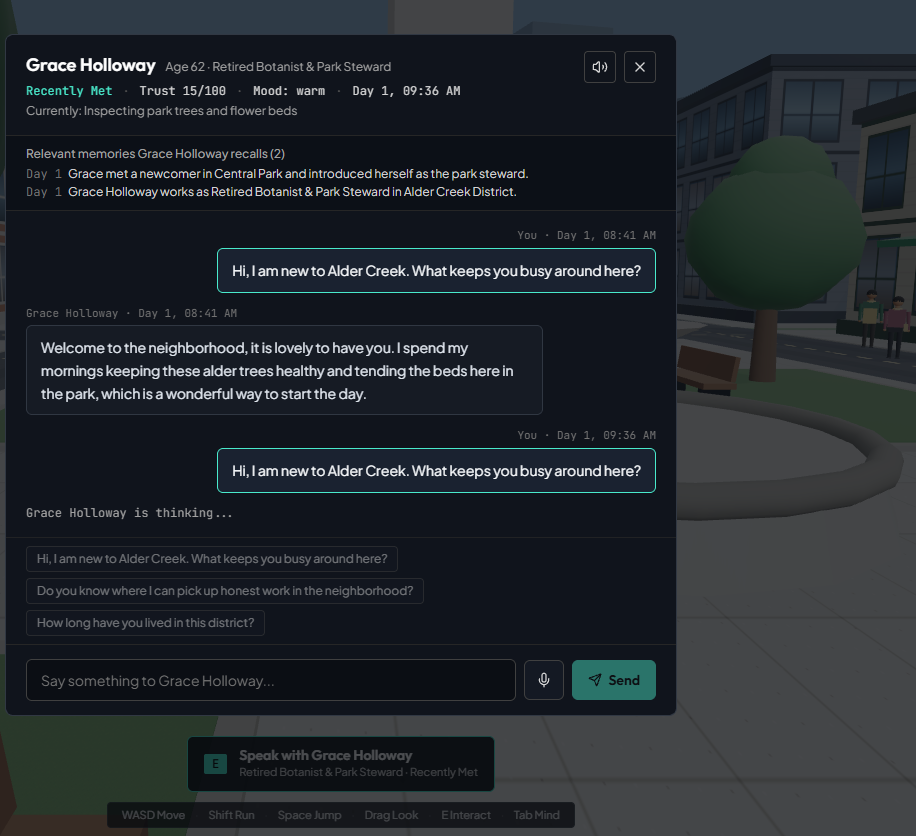 Grace Holloway Age 62 · Retired Botanist & Park Steward
Recently Met · Trust 15/100 · Mood: warm · Day 1, 09:36 AM
Currently: Inspecting park trees and flower beds
Relevant memories Grace Holloway recalls (2)
Day 1 Grace met a newcomer in Central Park and introduced herself as the park steward.
Day 1 Grace Holloway works as Retired Botanist & Park Steward in Alder Creek District.
You · Day 1, 08:41 AM
Hi, I am new to Alder Creek. What keeps you busy around here?
Grace Holloway · Day 1, 08:41 AM
Welcome to the neighborhood, it is lovely to have you. I spend my
mornings keeping these alder trees healthy and tending the beds here in
the park, which is a wonderful way to start the day.
You · Day 1, 09:36 AM
Hi, I am new to Alder Creek. What keeps you busy around here?
Grace Holloway is thinking...
Hi, I am new to Alder Creek. What keeps you busy around here?
Do you know where I can pick up honest work in the neighborhood?
How long have you lived in this district?
Say something to Grace Holloway...
Send
E
Speak with Grace Holloway
Retired Botanist & Park Steward · Recently Met
WASD Move Shift Run Space Jump Drag Look E Interact Tab Mind